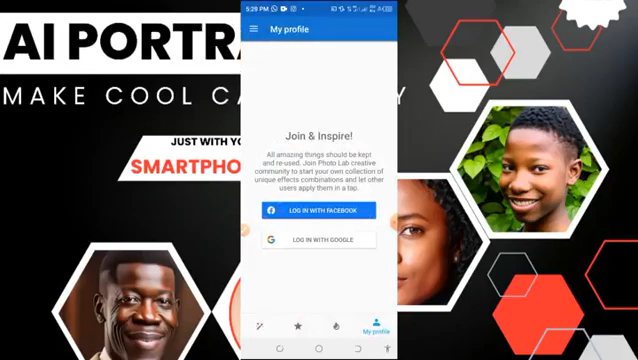 AI PORTRA
MAKE COOL CA
Y
JUST WITH YO
SMARTPHO
5:29 PM
My profile
Join & Inspire!
All amazing things should be kept
and re-used. Join Photo Lab creative
community to start your own collection of
unique effects combinations and let other
users apply them in a tap.
LOG IN WITH FACEBOOK
LOG IN WITH GOOGLE
My profile